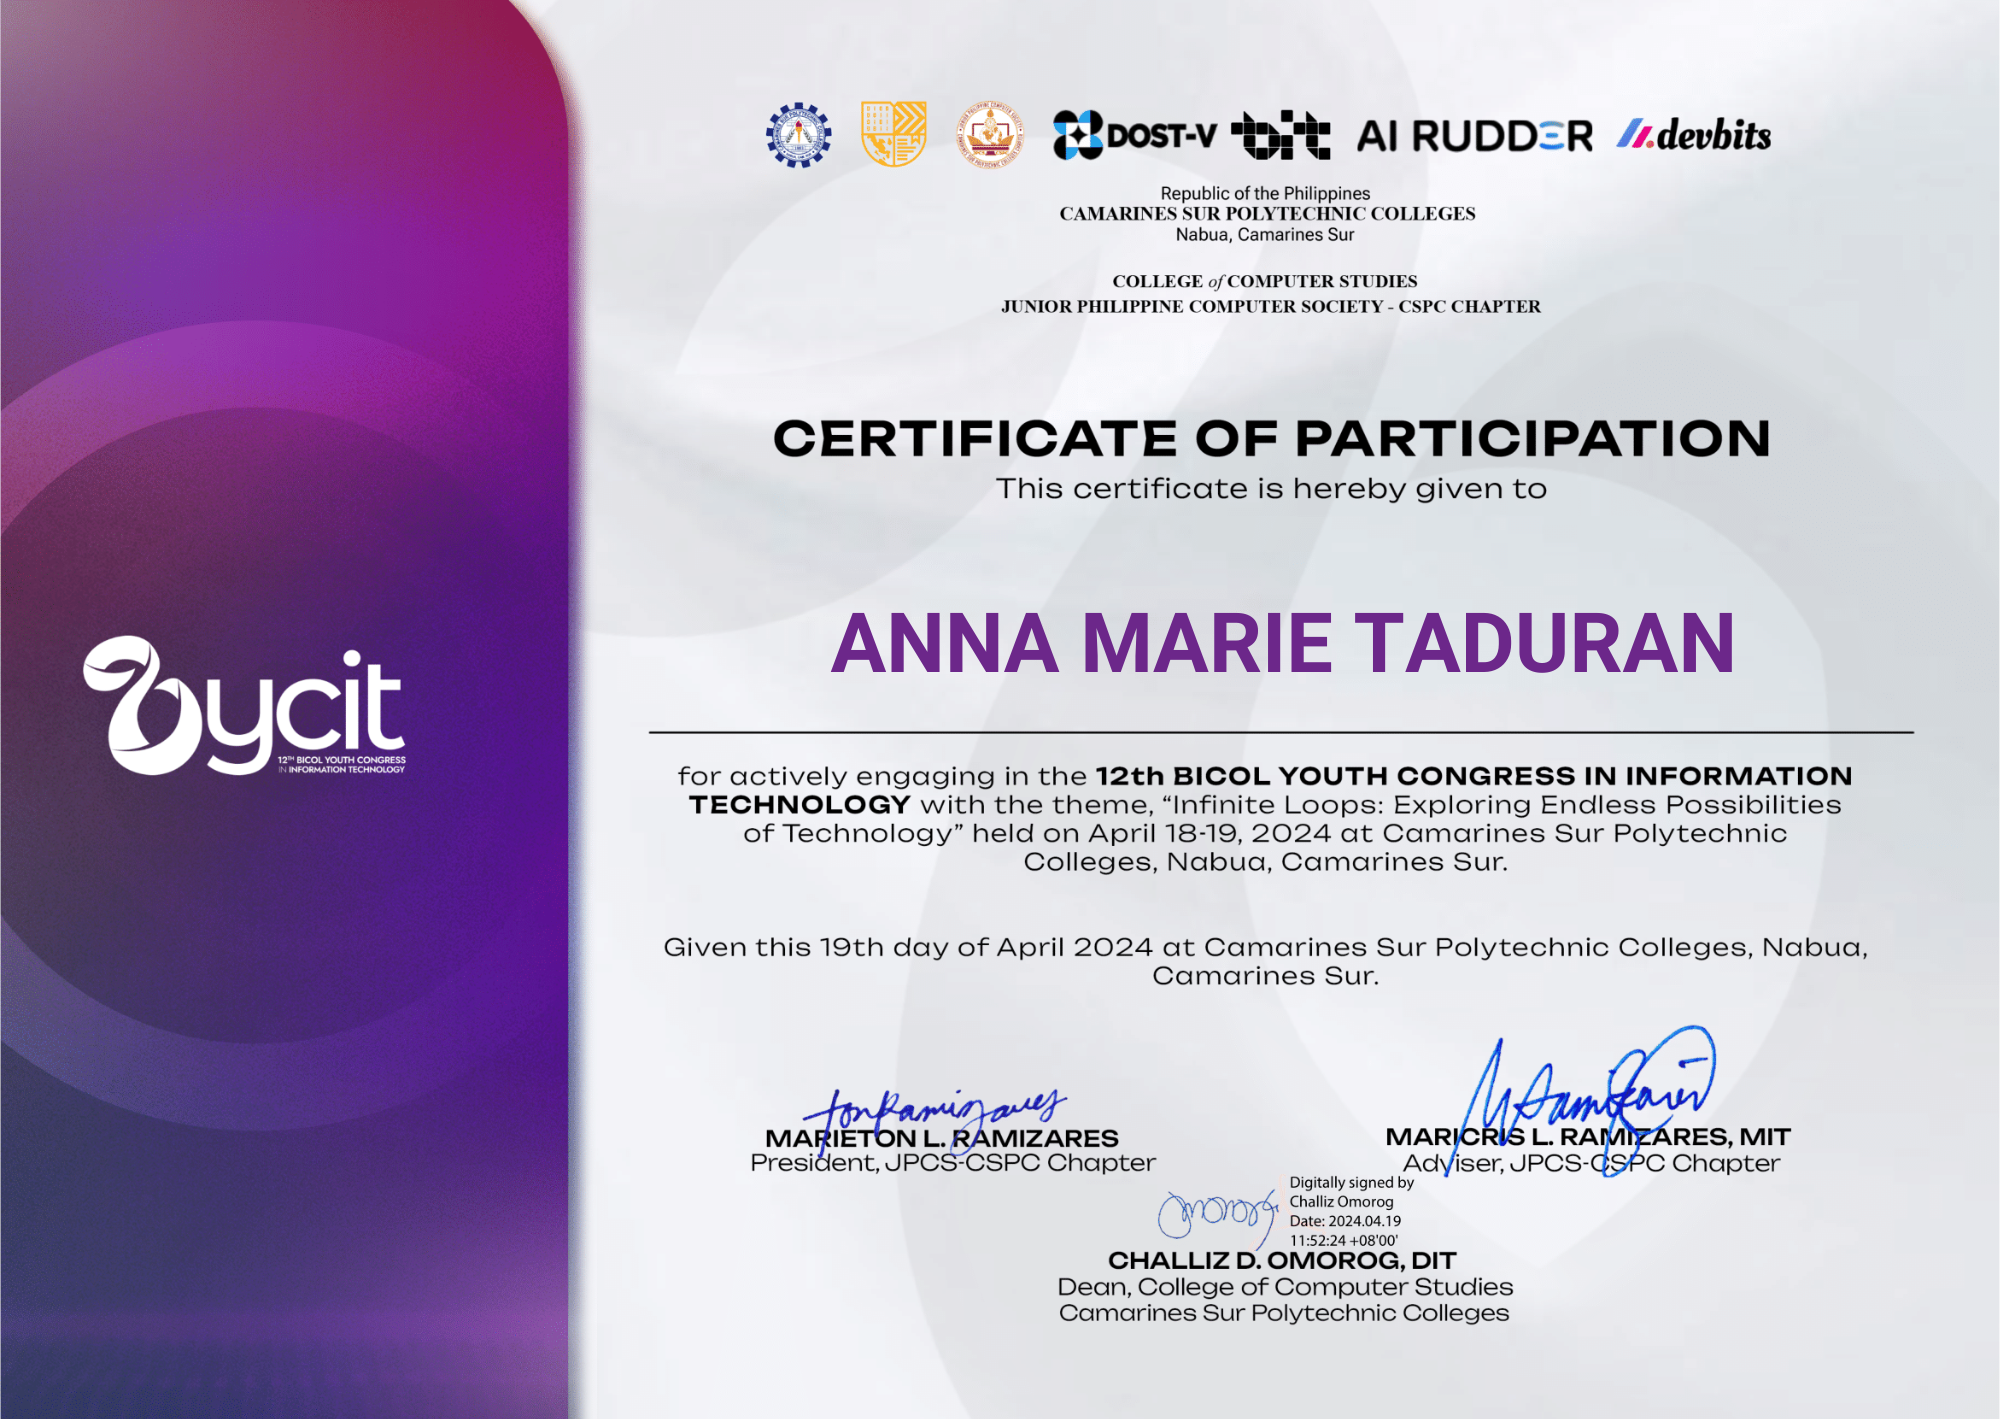 DOST-V
bit
AI RUDDER
devbits
Republic of the Philippines
CAMARINES SUR POLYTECHNIC COLLEGES
Nabua, Camarines Sur
COLLEGE of COMPUTER STUDIES
JUNIOR PHILIPPINE COMPUTER SOCIETY - CSPC CHAPTER
CERTIFICATE OF PARTICIPATION
This certificate is hereby given to
ANNA MARIE TADURAN
bycit
12TH BICOL YOUTH CONGRESS
IN INFORMATION TECHNOLOGY
for actively engaging in the 12th BICOL YOUTH CONGRESS IN INFORMATION
TECHNOLOGY with the theme, “Infinite Loops: Exploring Endless Possibilities
of Technology” held on April 18-19, 2024 at Camarines Sur Polytechnic
Colleges, Nabua, Camarines Sur.
Given this 19th day of April 2024 at Camarines Sur Polytechnic Colleges, Nabua,
Camarines Sur.
MARIETON L. RAMIZARES
President, JPCS-CSPC Chapter
MARICRIS L. RAMIZARES, MIT
Adviser, JPCS-CSPC Chapter
Digitally signed by
Challiz Omorog
Date: 2024.04.19
11:52:24 +08'00'
CHALLIZ D. OMOROG, DIT
Dean, College of Computer Studies
Camarines Sur Polytechnic Colleges